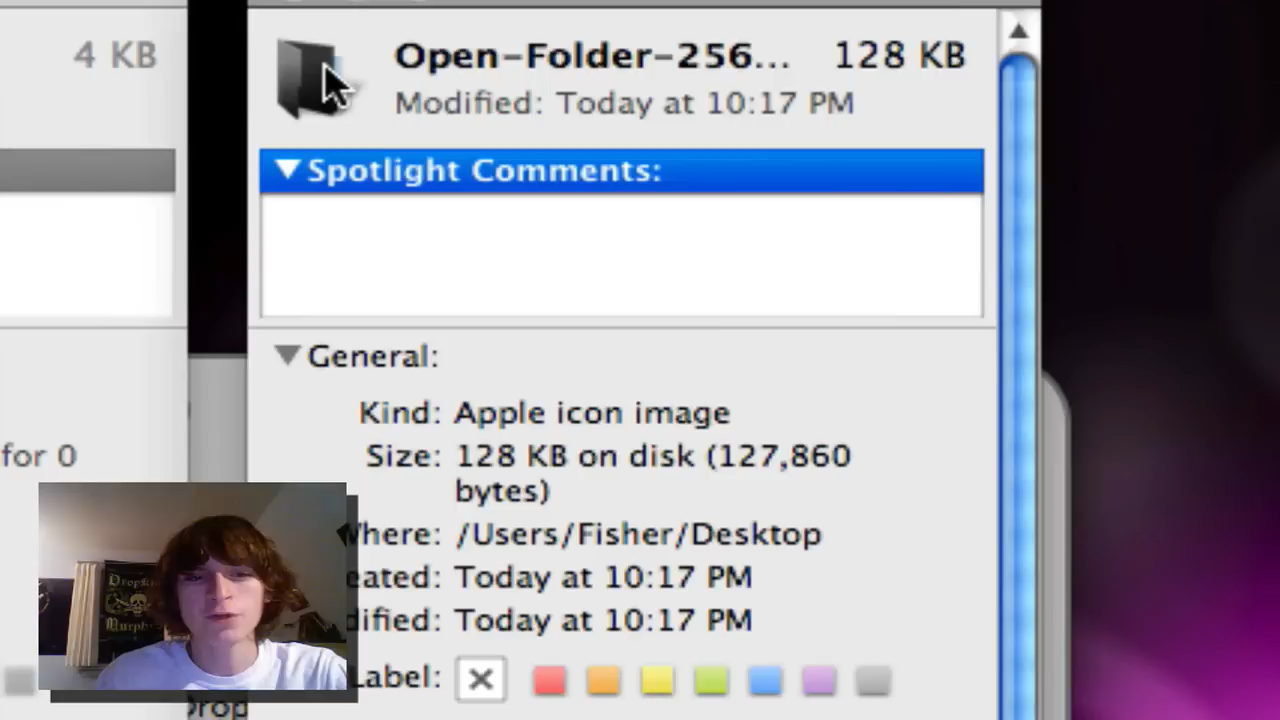 4 KB
Open-Folder-256... 128 KB
Modified: Today at 10:17 PM
Spotlight Comments:
General:
Kind: Apple icon image
Size: 128 KB on disk (127,860
bytes)
for 0
Where: /Users/Fisher/Desktop
eated: Today at 10:17 PM
dified: Today at 10:17 PM
Label:
Drop